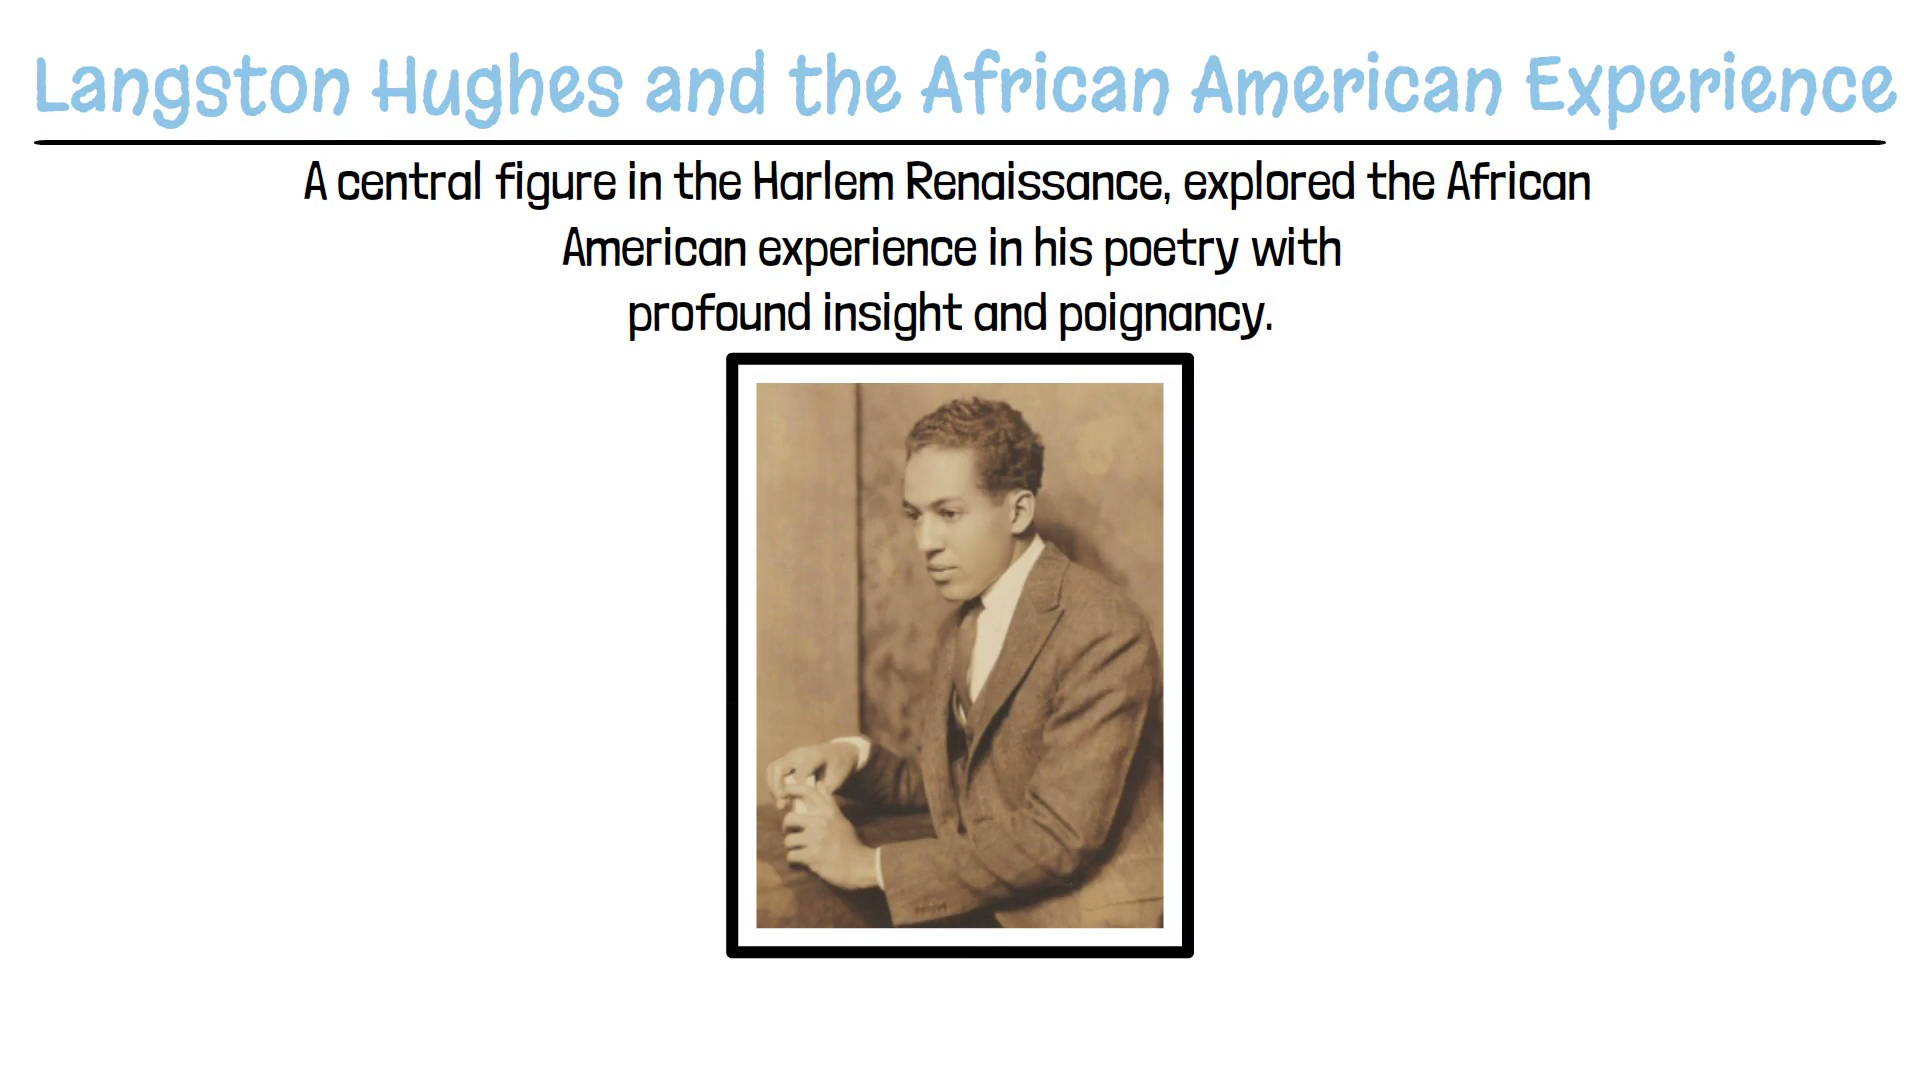 Langston Hughes and the African American Experience
A central figure in the Harlem Renaissance, explored the African
American experience in his poetry with
profound insight and poignancy.